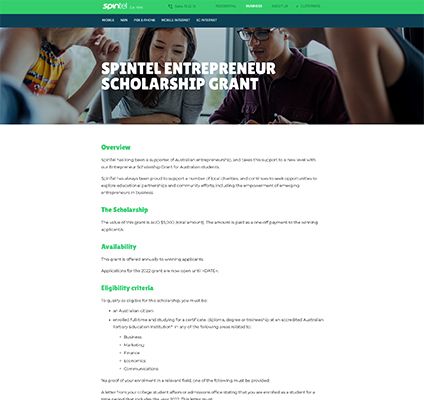 spintel
RESIDENTIAL BUSINESS ABOUT US CUSTOMERS
MOBILE NBN PBX & PHONE MOBILE INTERNET 5G INTERNET
SPINTEL ENTREPRENEUR
SCHOLARSHIP GRANT
Overview
SpinTel has long been a supporter of Australian entrepreneurship, and takes this support to a new level with
our Entrepreneur Scholarship Grant for Australian students.
SpinTel has always been proud to support a number of local charities, and continues to seek opportunities to
explore educational partnerships and community efforts, including the empowerment of emerging
entrepreneurs in business.
The Scholarship
The value of this grant is AUD $1,000 (total amount). The amount is paid as a one off payment to the winning
applicant/s.
Availability
This grant is offered annually to winning applicants.
Applications for the 2022 grant are now open until <DATE>.
Eligibility criteria
To qualify as eligible for this scholarship, you must be:
an Australian citizen
enrolled full-time and studying for a certificate, diploma, degree or traineeship at an accredited Australian
Tertiary Education Institution* in any of the following areas related to:
Business
Marketing
Finance
Economics
Communications
*As proof of your enrolment in a relevant field, one of the following must be provided:
A letter from your college student affairs or admissions office stating that you are enrolled as a student for a
time period that includes the year 2022. This letter must: